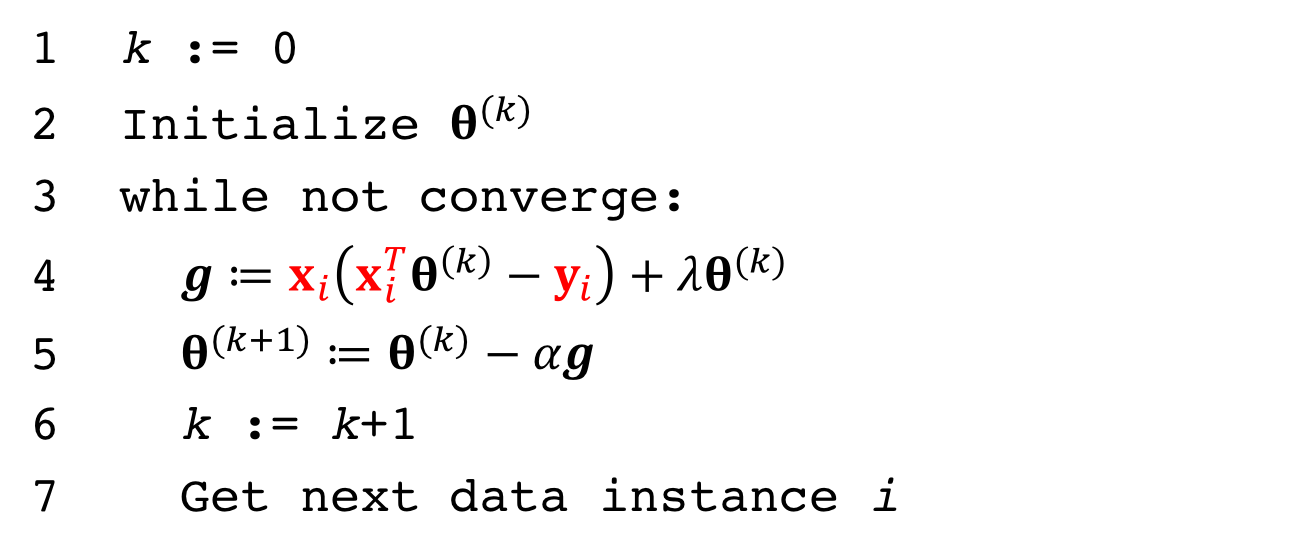 1 k := 0
2 Initialize θ^(k)
3 while not converge:
4 g ≔ x_i(x_i^T θ^(k) − y_i) + λθ^(k)
5 θ^(k+1) ≔ θ^(k) − αg
6 k := k+1
7 Get next data instance i